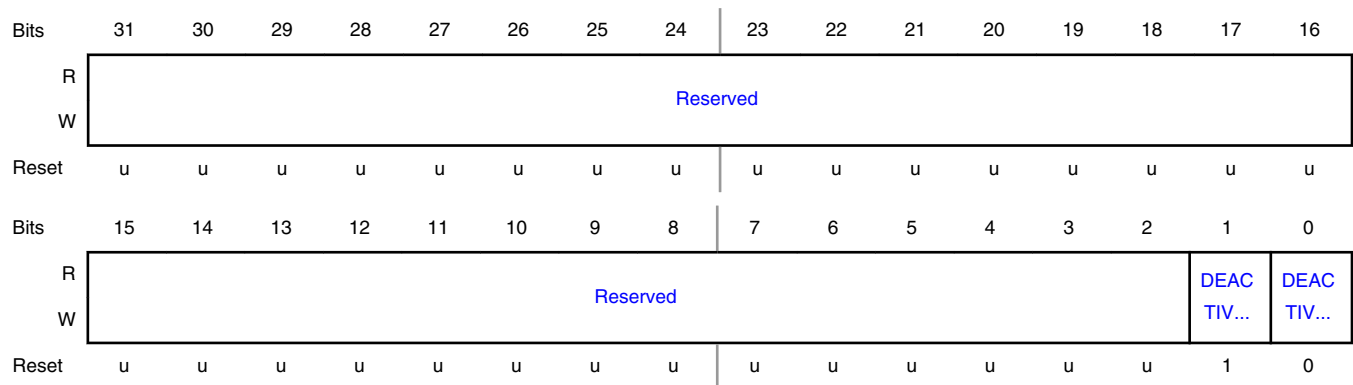 Bits 31 30 29 28 27 26 25 24 23 22 21 20 19 18 17 16
R
Reserved
W
Reset u u u u u u u u u u u u u u u u
Bits 15 14 13 12 11 10 9 8 7 6 5 4 3 2 1 0
R
Reserved DEAC TIV... DEAC TIV...
W
Reset u u u u u u u u u u u u u u 1 0